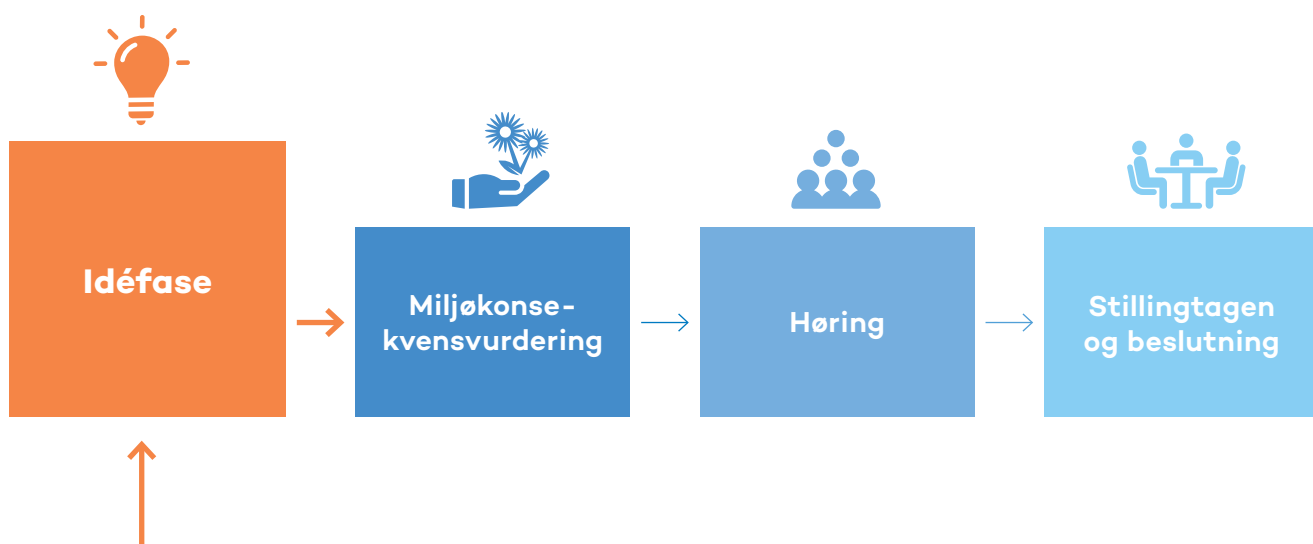 Idéfase
Miljøkonse-
kvensvurdering
Høring
Stillingtagen
og beslutning